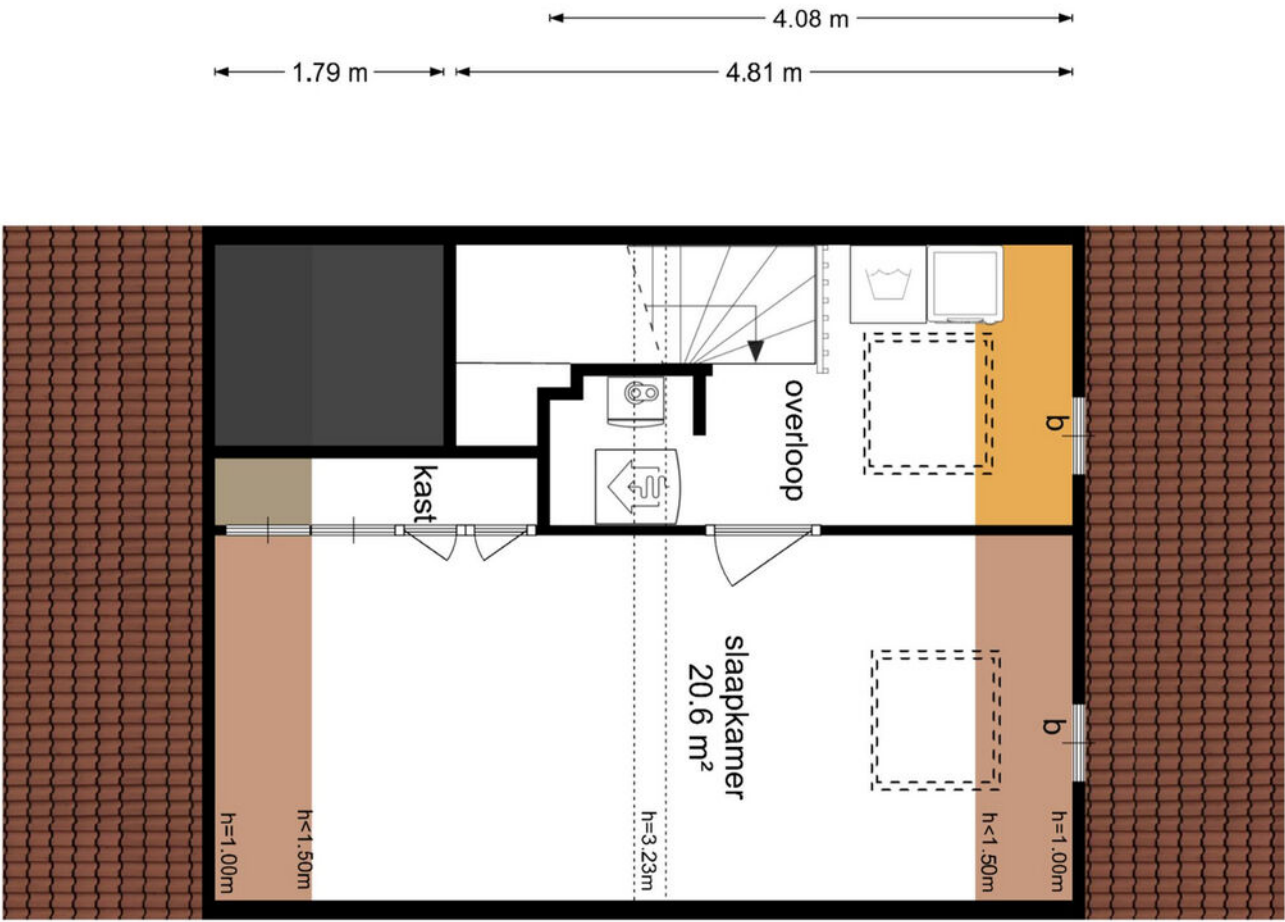 4.08 m
1.79 m
4.81 m
overloop
b
kast
slaapkamer
20.6 m²
b
h=1.00m
h<1.50m
h=3.23m
h<1.50m
h=1.00m